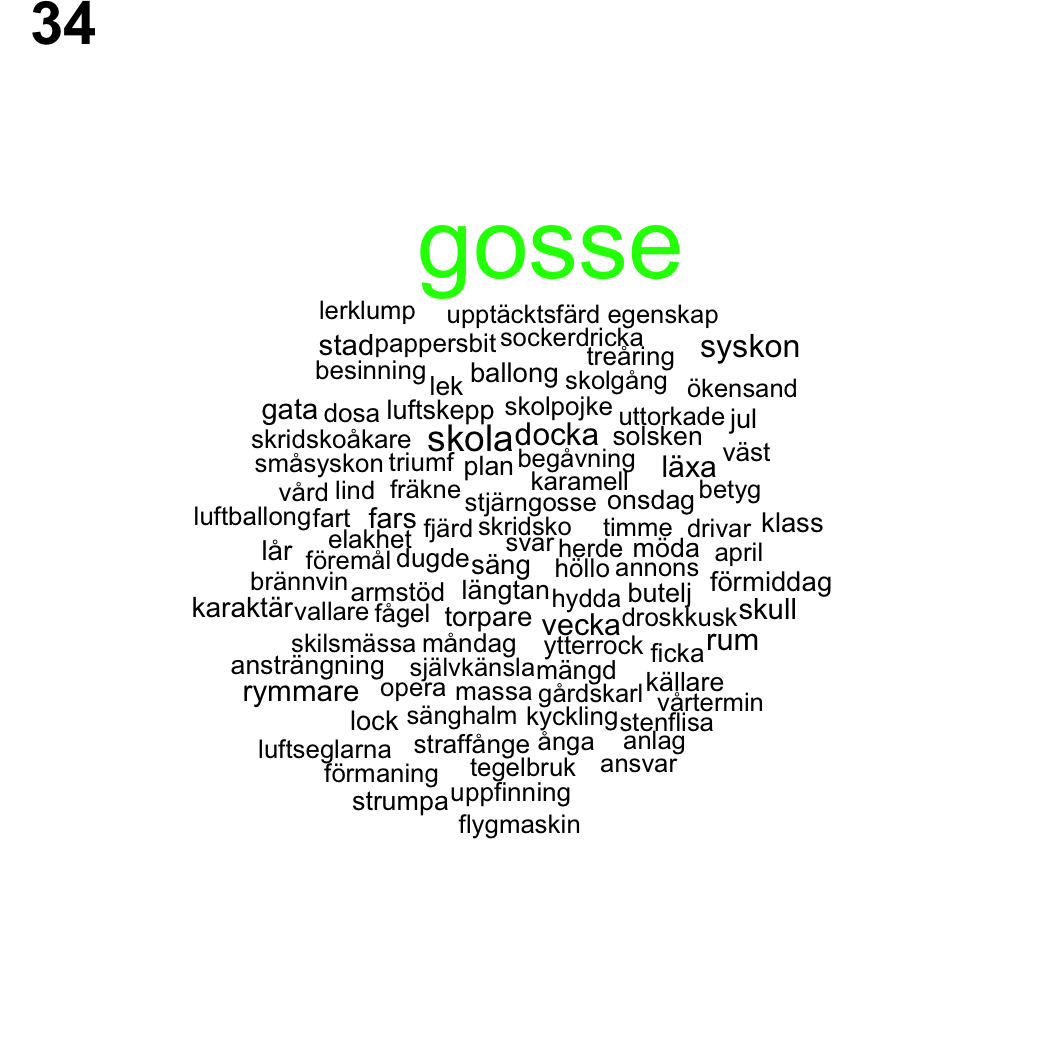 34
gosse
lerklump upptäcktsfärd egenskap
stad pappersbit sockerdricka treåring syskon
besinning lek ballong skolgång ökensand
gata dosa luftskepp skolpojke uttorkade jul
skridskoåkare skola docka solsken väst
småsyskon triumf plan begåvning läxa
vård lind fräkne karamell betyg
stjärngosse onsdag
luftballong fart fars fjärd skridsko timme drivar klass
elakhet svar
lår föremål dugde säng herde möda april
höllo annons
brännvin armstöd längtan hydda butelj förmiddag
karaktär vallare fågel torpare vecka droskkusk skull
skilsmässa måndag ytterrock ficka rum
ansträngning självkänsla mängd
rymmare opera massa gårdskarl källare
vårtermin
lock sänghalm kyckling stenflisa
luftseglarna straffånge ånga anlag
förmaning tegelbruk ansvar
strumpa uppfinning
flygmaskin